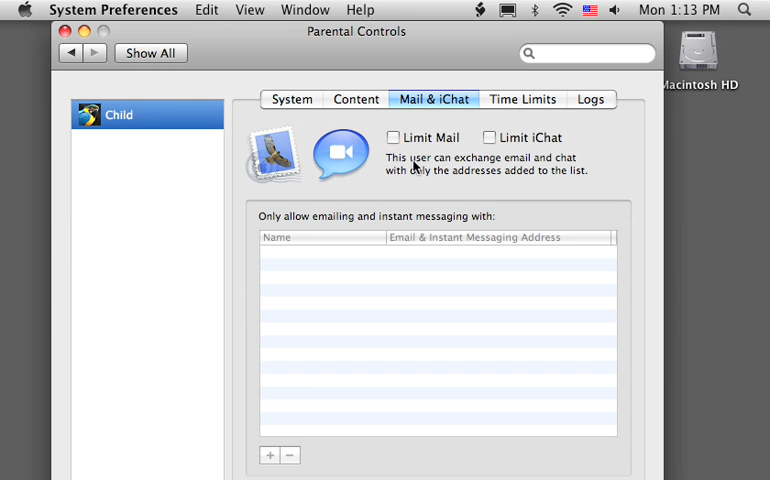 System Preferences Edit View Window Help Mon 1:13 PM
Parental Controls
Show All
Macintosh HD
System Content Mail & iChat Time Limits Logs
Child
Limit Mail Limit iChat
This user can exchange email and chat
with only the addresses added to the list.
Only allow emailing and instant messaging with:
Name Email & Instant Messaging Address